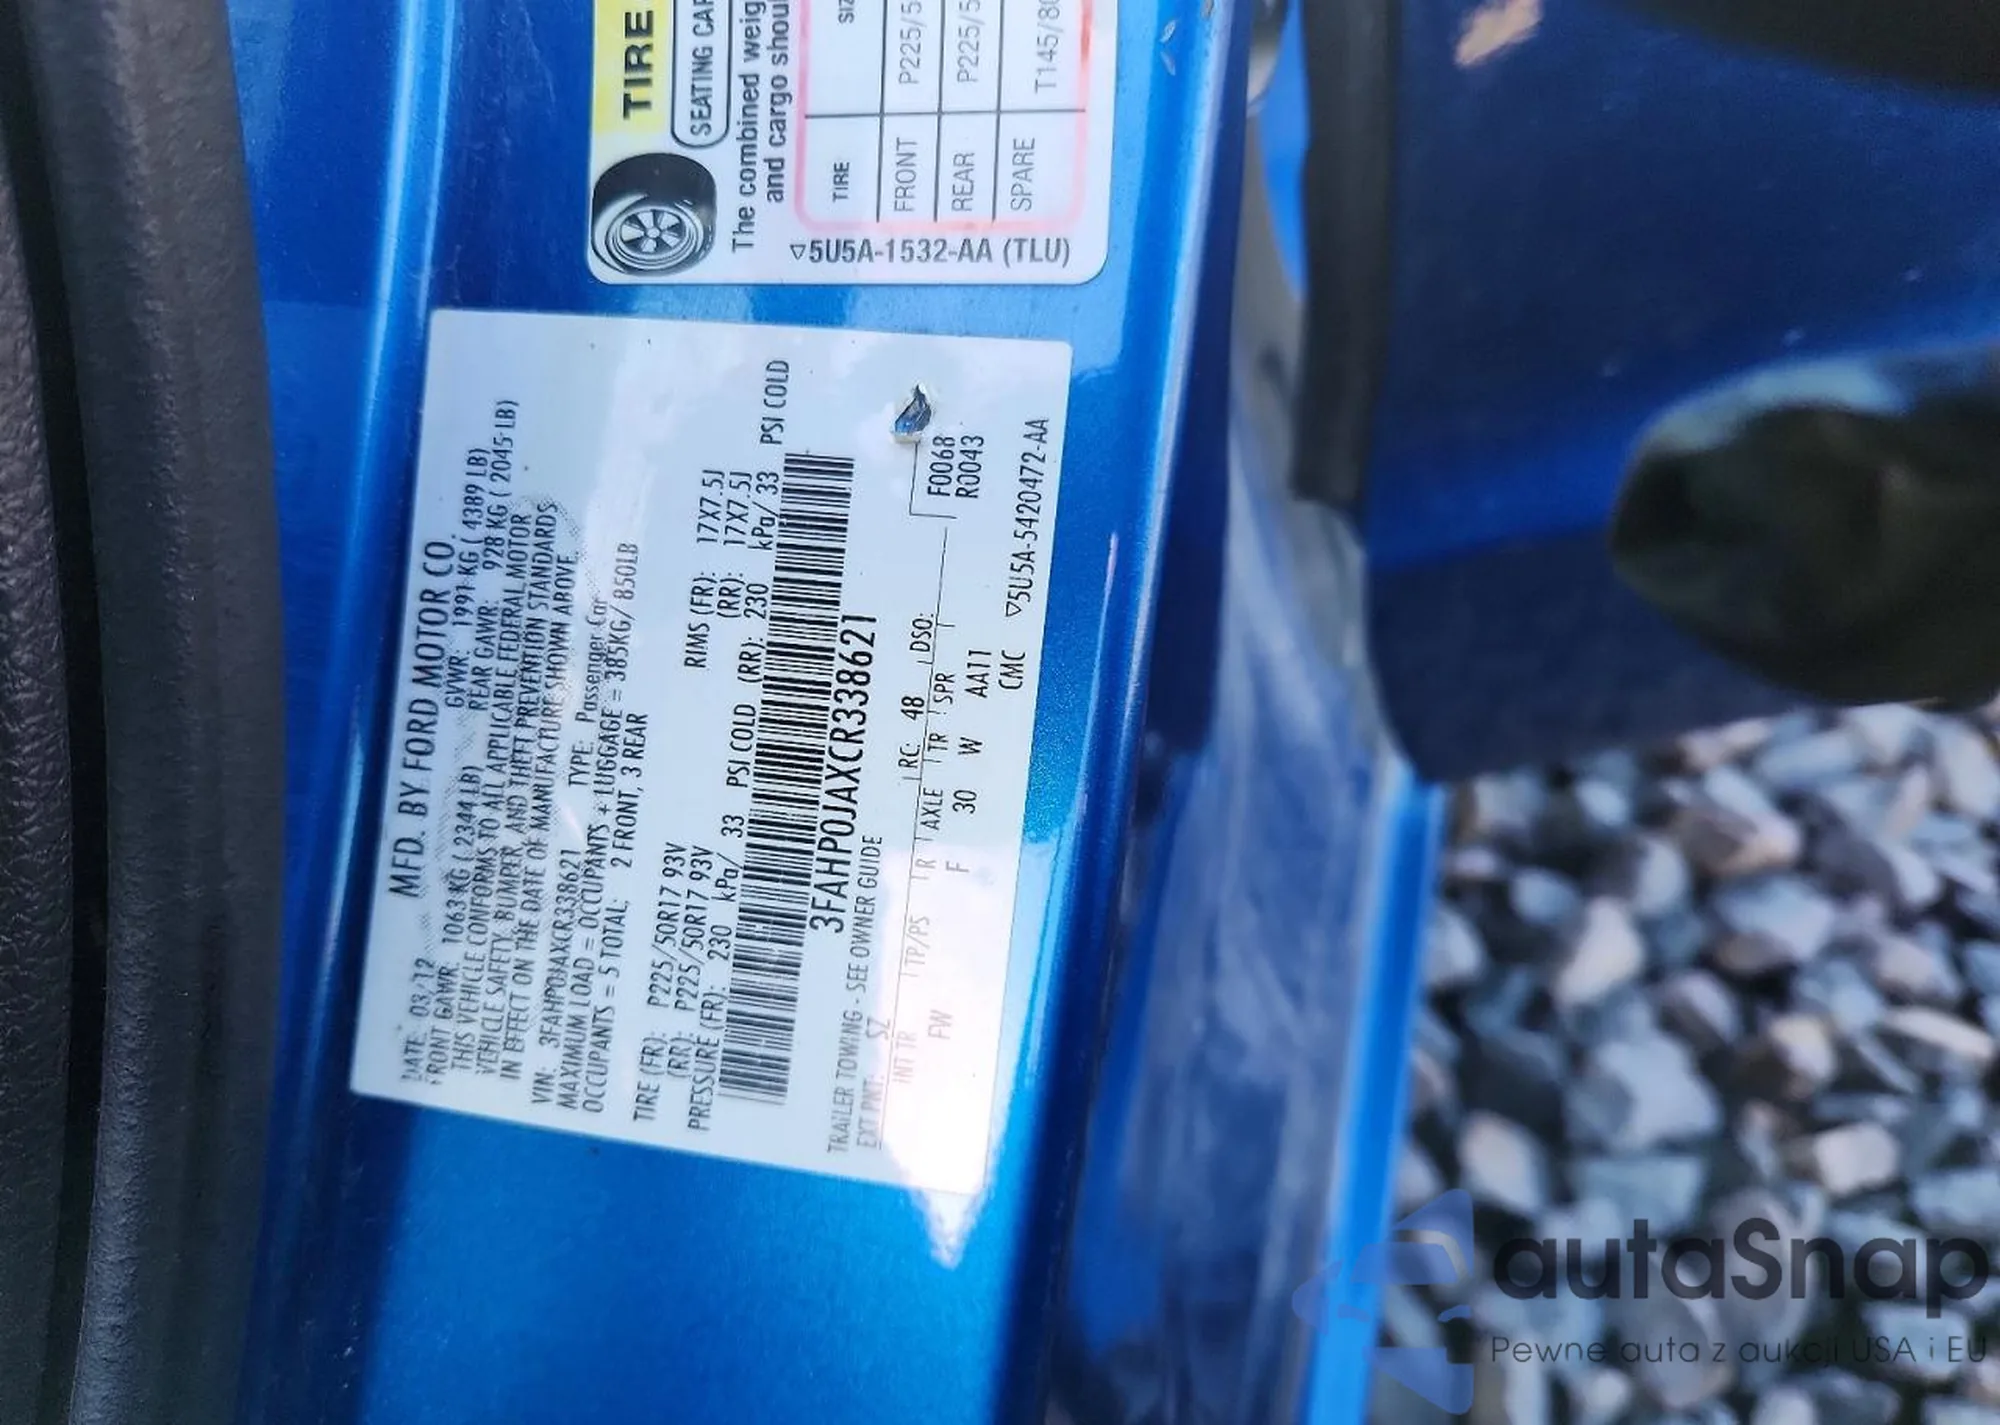 TIRE
SEATING CAP
The combined weig
and cargo shou
TIRE SIZ
FRONT P225/5
REAR P225/5
SPARE T145/80
▽5U5A-1532-AA (TLU)
MFD. BY FORD MOTOR CO.
DATE: 03/12 GVWR: 1991 KG ( 4389 LB)
FRONT GAWR: 1063 KG ( 2344 LB) REAR GAWR: 928 KG ( 2045 LB)
THIS VEHICLE CONFORMS TO ALL APPLICABLE FEDERAL MOTOR
VEHICLE SAFETY, BUMPER, AND THEFT PREVENTION STANDARDS
IN EFFECT ON THE DATE OF MANUFACTURE SHOWN ABOVE.
VIN: 3FAHP0JAXCR338621 TYPE: Passenger Car
MAXIMUM LOAD = OCCUPANTS + LUGGAGE = 385KG/ 850LB
OCCUPANTS = 5 TOTAL; 2 FRONT, 3 REAR
TIRE (FR): P225/50R17 93V RIMS (FR): 17X7.5J
(RR): P225/50R17 93V (RR): 17X7.5J
PRESSURE (FR): 230 kPa/ 33 PSI COLD (RR): 230 kPa/ 33 PSI COLD
3FAHP0JAXCR338621
TRAILER TOWING - SEE OWNER GUIDE
EXT PNT: SZ RC: 48 DSO: F0068
R0043
INT TR TP/PS R AXLE TR SPR
FW F 30 W AA11
CMC ▽5U5A-5420472-AA
autaSnap
Pewne auta z aukcji USA i EU